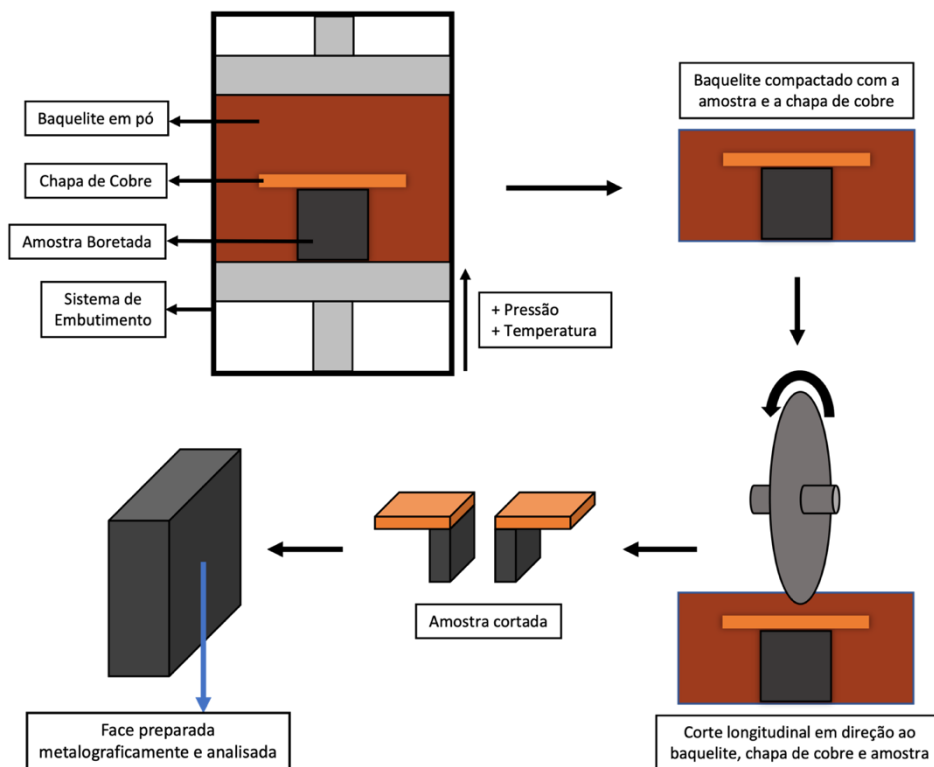 Baquelite em pó
Chapa de Cobre
Amostra Boretada
Sistema de
Embutimento
+ Pressão
+ Temperatura
Baquelite compactado com a
amostra e a chapa de cobre
Corte longitudinal em direção ao
baquelite, chapa de cobre e amostra
Amostra cortada
Face preparada
metalograficamente e analisada